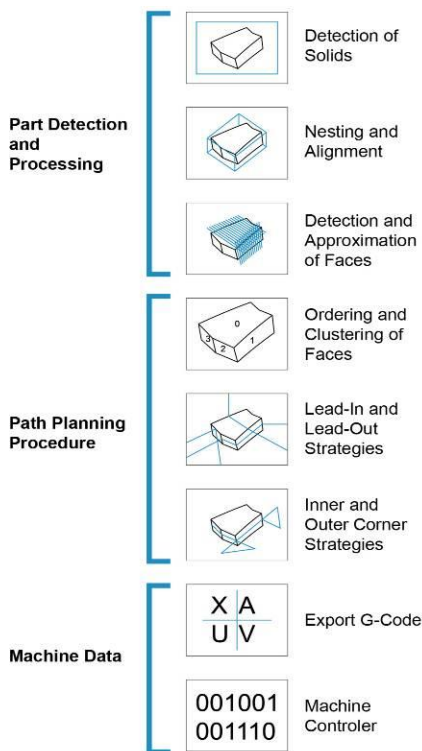 Detection of
Solids
Part Detection
and
Processing
Nesting and
Alignment
Detection and
Approximation
of Faces
0
3
2
1
Ordering and
Clustering of
Faces
Path Planning
Procedure
Lead-In and
Lead-Out
Strategies
Inner and
Outer Corner
Strategies
Machine Data
X A
U V
Export G-Code
001001
001110
Machine
Controler